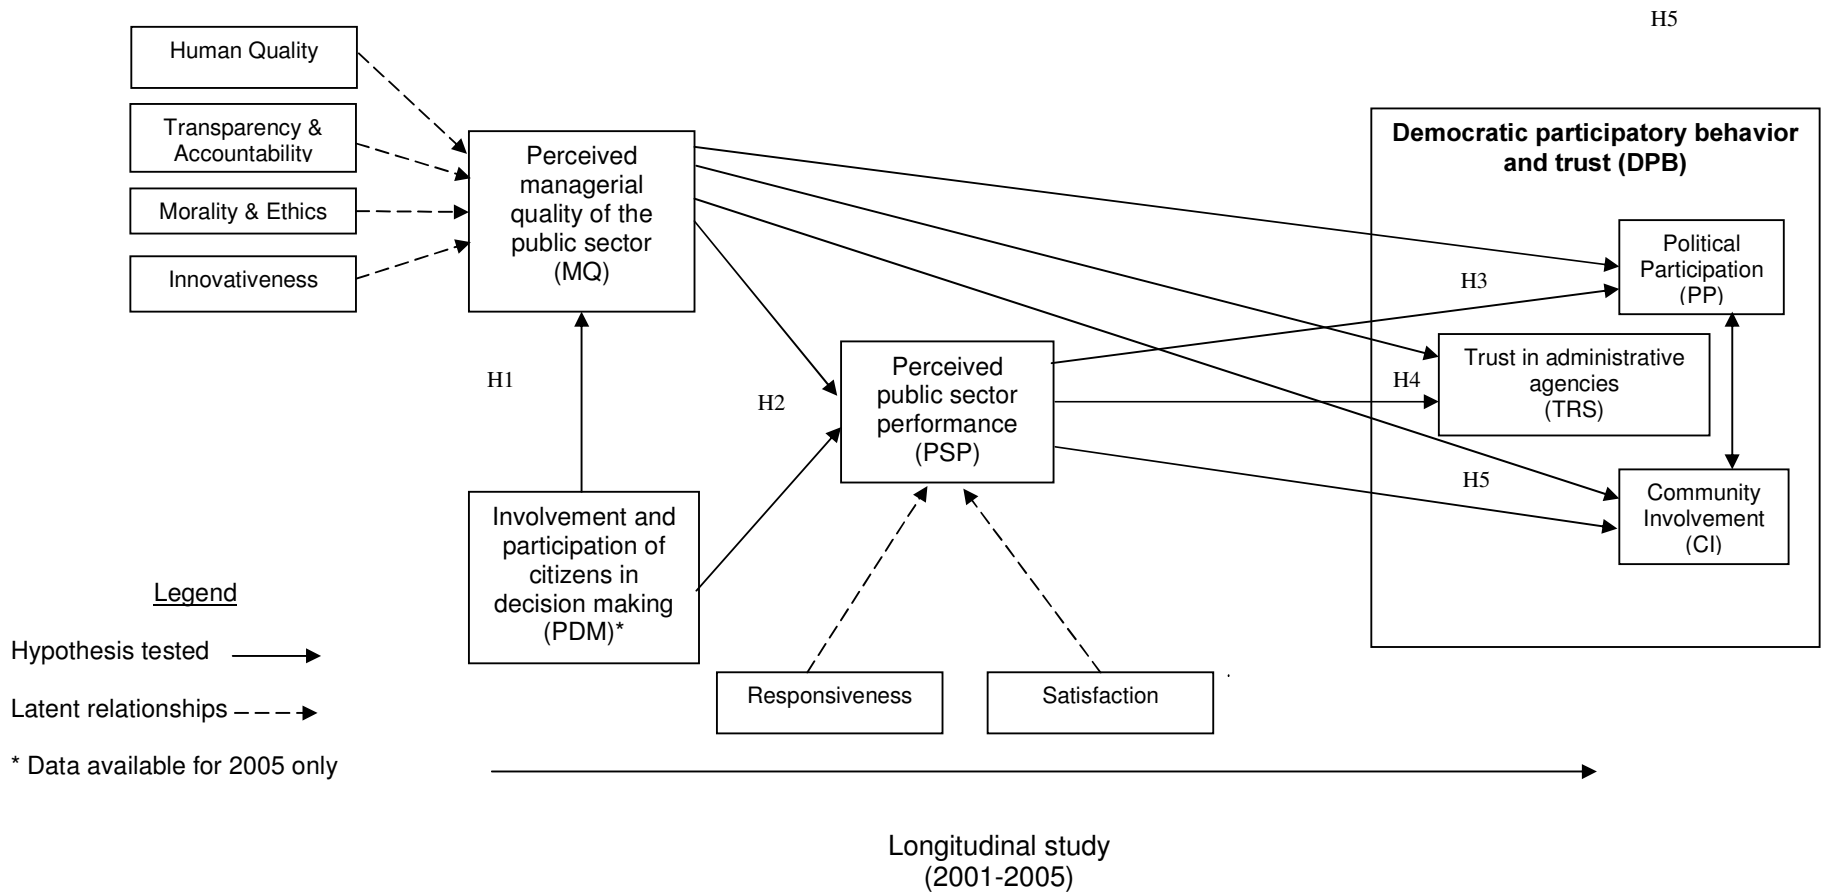 H5
Human Quality
Transparency &
Accountability
Morality & Ethics
Innovativeness
Perceived
managerial
quality of the
public sector
(MQ)
Democratic participatory behavior
and trust (DPB)
Political
Participation
(PP)
H3
Trust in administrative
agencies
(TRS)
H4
H1
H2
Perceived
public sector
performance
(PSP)
H5
Community
Involvement
(CI)
Involvement and
participation of
citizens in
decision making
(PDM)*
Responsiveness
Satisfaction
Legend
Hypothesis tested
Latent relationships
* Data available for 2005 only
Longitudinal study
(2001-2005)